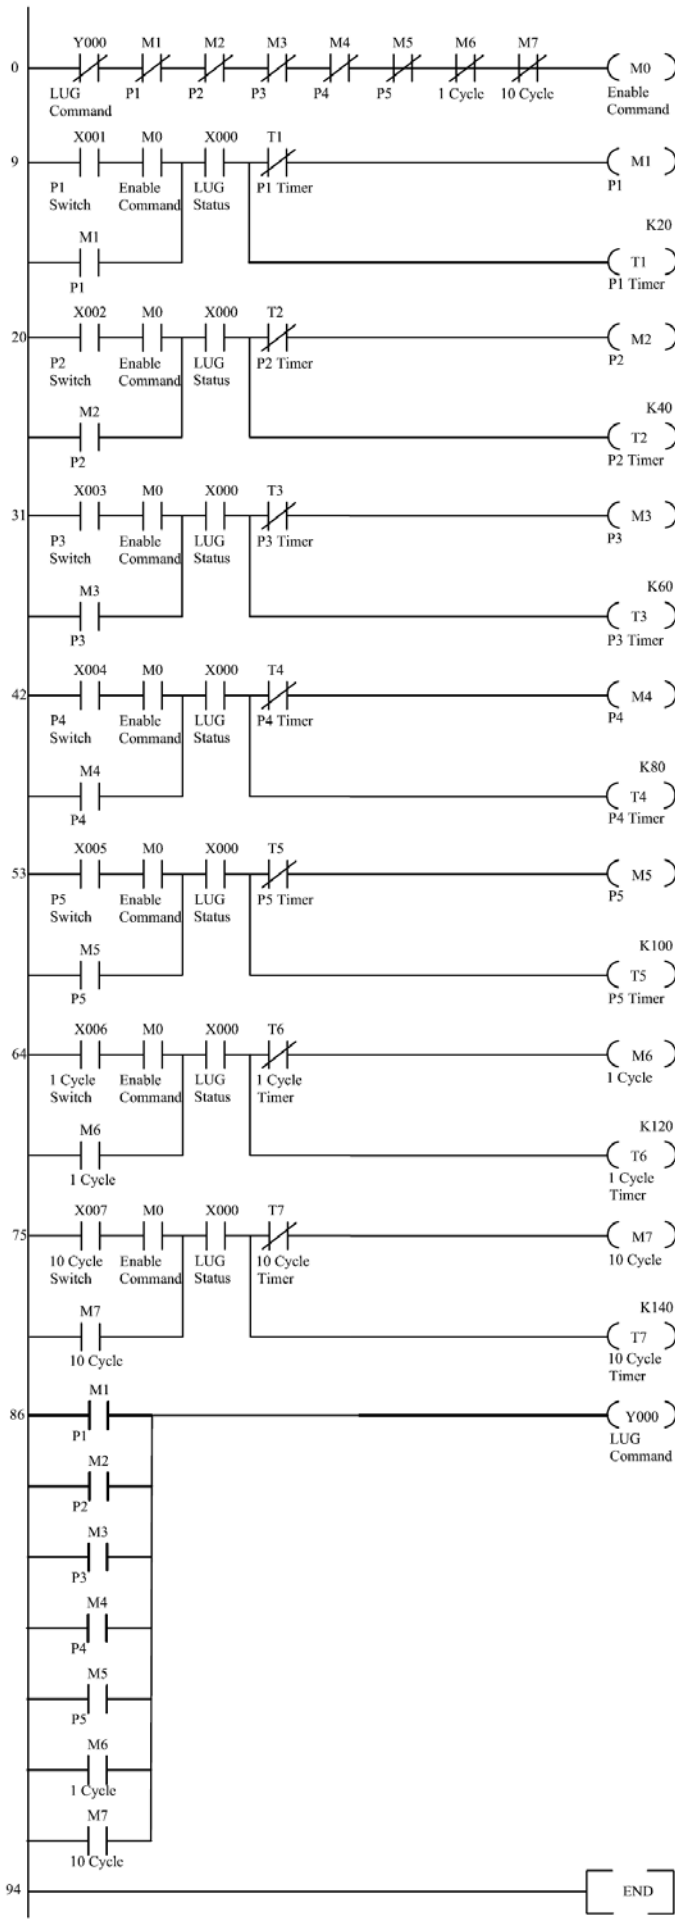 Y000 M1 M2 M3 M4 M5 M6 M7
0 M0
LUG P1 P2 P3 P4 P5 1 Cycle 10 Cycle Enable
Command Command
X001 M0 X000 T1
9 M1
P1 Enable LUG P1 Timer P1
Switch Command Status
K20
M1
T1
P1 P1 Timer
X002 M0 X000 T2
20 M2
P2 Enable LUG P2 Timer P2
Switch Command Status
K40
M2
T2
P2 P2 Timer
X003 M0 X000 T3
31 M3
P3 Enable LUG P3 Timer P3
Switch Command Status
K60
M3
T3
P3 P3 Timer
X004 M0 X000 T4
42 M4
P4 Enable LUG P4 Timer P4
Switch Command Status
K80
M4
T4
P4 P4 Timer
X005 M0 X000 T5
53 M5
P5 Enable LUG P5 Timer P5
Switch Command Status
K100
M5
T5
P5 P5 Timer
X006 M0 X000 T6
64 M6
1 Cycle Enable LUG 1 Cycle 1 Cycle
Switch Command Status Timer
K120
M6
T6
1 Cycle 1 Cycle
Timer
X007 M0 X000 T7
75 M7
10 Cycle Enable LUG 10 Cycle 10 Cycle
Switch Command Status Timer
K140
M7
T7
10 Cycle 10 Cycle
Timer
M1
86 Y000
P1 LUG
Command
M2
P2
M3
P3
M4
P4
M5
P5
M6
1 Cycle
M7
10 Cycle
94 END